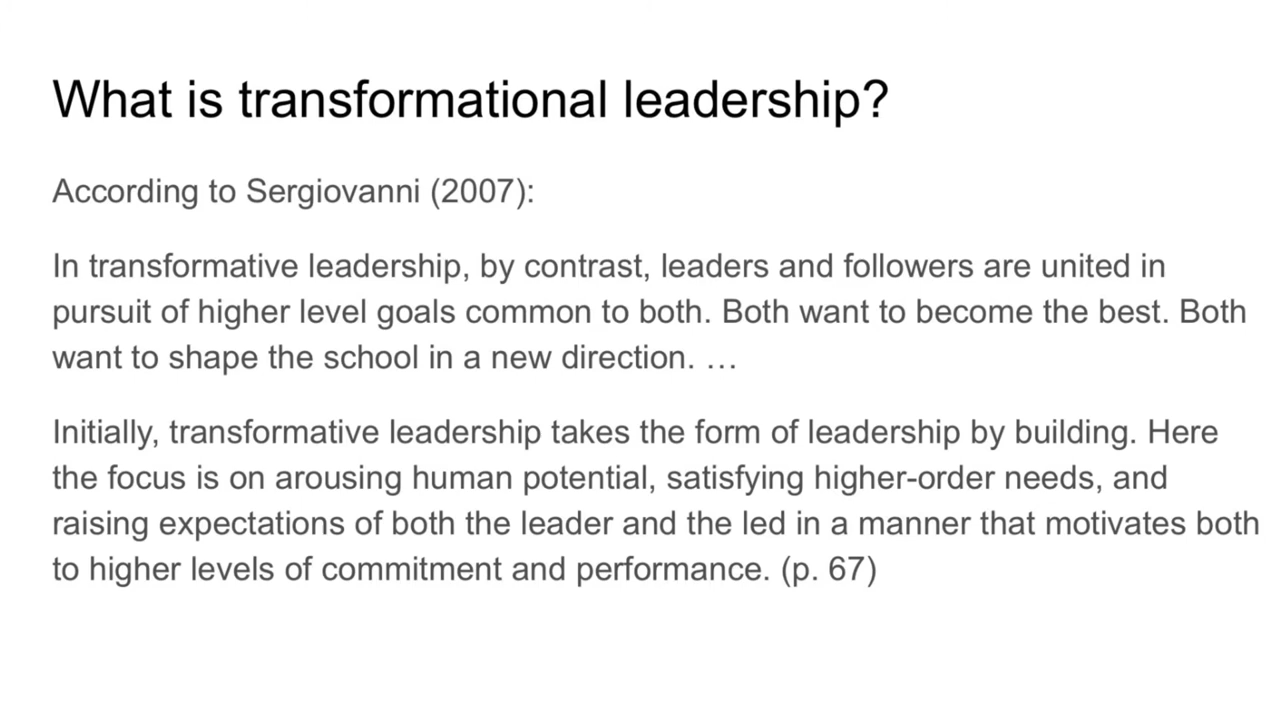 What is transformational leadership?
According to Sergiovanni (2007):
In transformative leadership, by contrast, leaders and followers are united in
pursuit of higher level goals common to both. Both want to become the best. Both
want to shape the school in a new direction. …
Initially, transformative leadership takes the form of leadership by building. Here
the focus is on arousing human potential, satisfying higher-order needs, and
raising expectations of both the leader and the led in a manner that motivates both
to higher levels of commitment and performance. (p. 67)